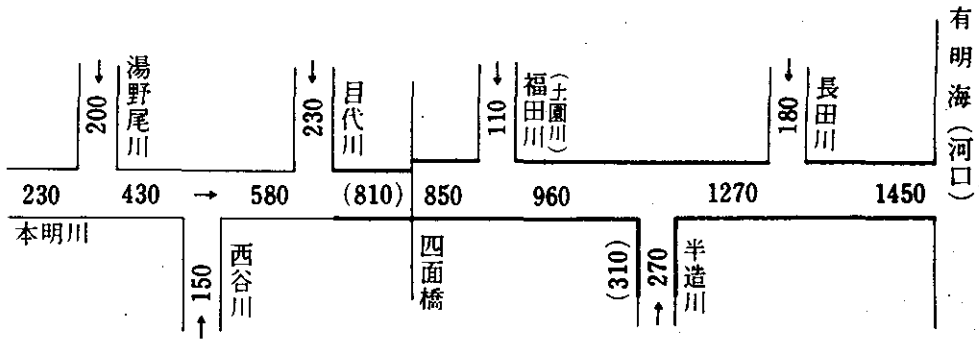 湯野尾川
200
目代川
230
福田川
(土園川)
110
長田川
180
有明海(河口)
230
430
→
580
(810)
850
960
1270
1450
本明川
西谷川
150
四面橋
(310)
270
半造川